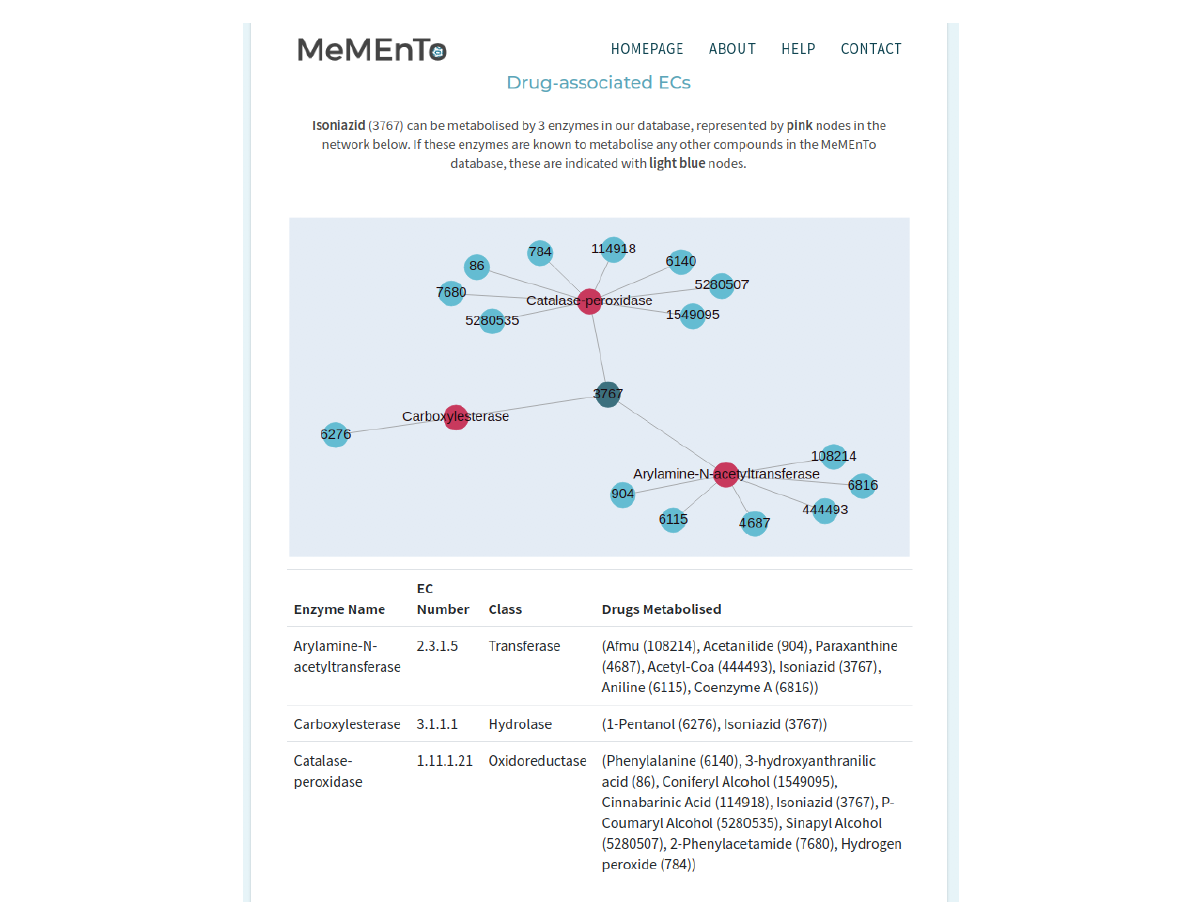 MeMEnTo
HOMEPAGE ABOUT HELP CONTACT
Drug-associated ECs
Isoniazid (3767) can be metabolised by 3 enzymes in our database, represented by pink nodes in the
network below. If these enzymes are known to metabolise any other compounds in the MeMEnTo
database, these are indicated with light blue nodes.
784
114918
86
6140
5280507
7680
Catalase-peroxidase
5280535
1549095
3767
Carboxylesterase
6276
108214
Arylamine-N-acetyltransferase
6816
904
444493
6115
4687
Enzyme Name EC Number Class Drugs Metabolised
Arylamine-N- 2.3.1.5 Transferase (Afmu (108214), Acetanilide (904), Paraxanthine
acetyltransferase (4687), Acetyl-Coa (444493), Isoniazid (3767),
Aniline (6115), Coenzyme A (6816))
Carboxylesterase 3.1.1.1 Hydrolase (1-Pentanol (6276), Isoniazid (3767))
Catalase- 1.11.1.21 Oxidoreductase (Phenylalanine (6140), 3-hydroxyanthranilic
peroxidase acid (86), Coniferyl Alcohol (1549095),
Cinnabarinic Acid (114918), Isoniazid (3767), P-
Coumaryl Alcohol (5280535), Sinapyl Alcohol
(5280507), 2-Phenylacetamide (7680), Hydrogen
peroxide (784))